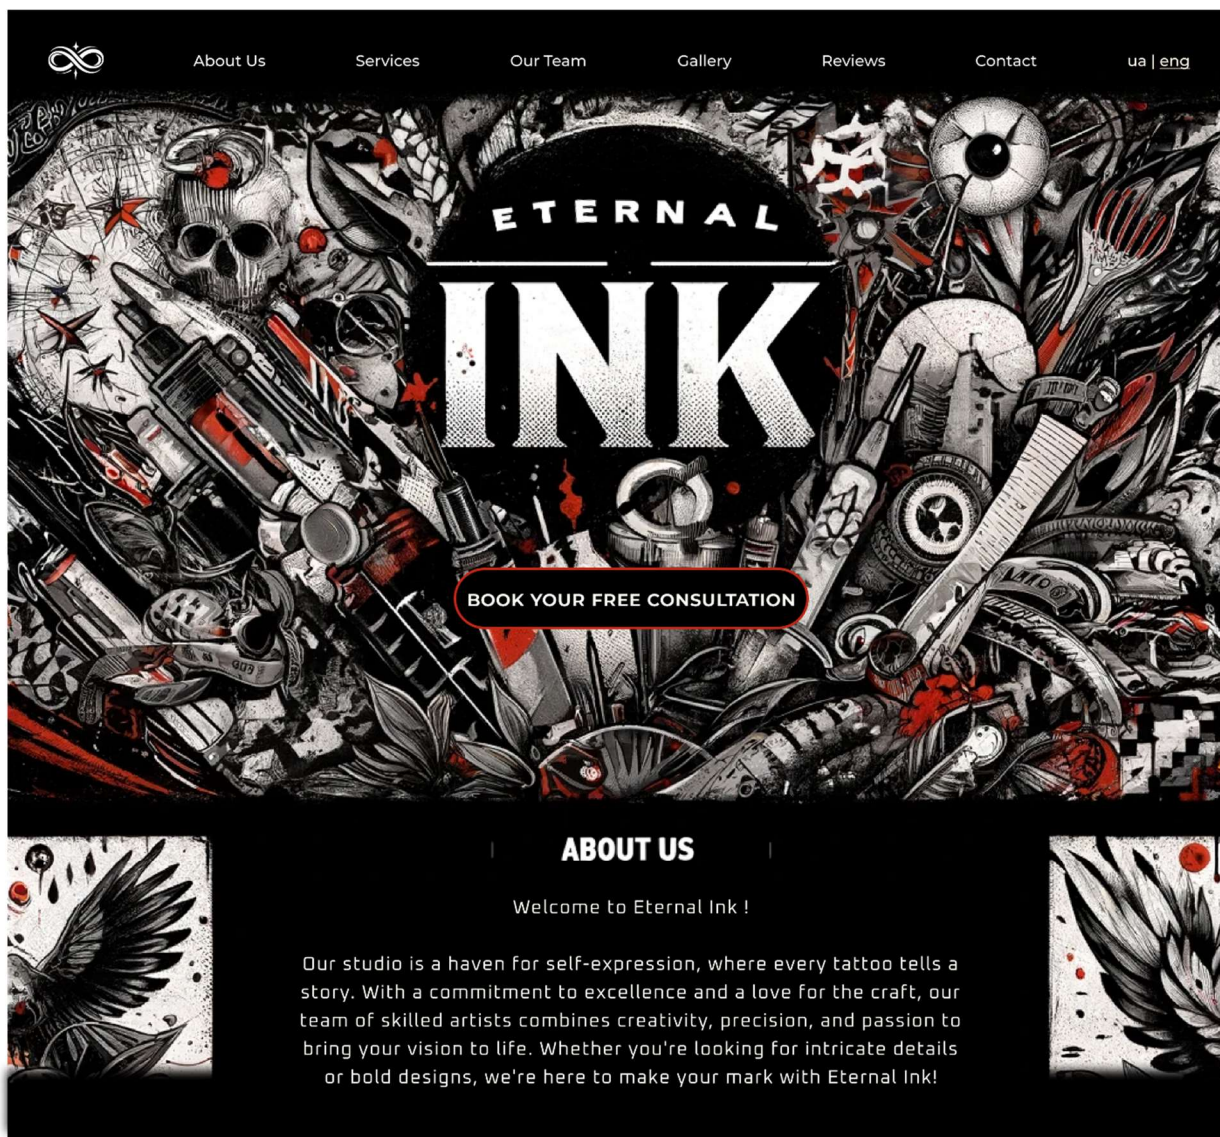 About Us Services Our Team Gallery Reviews Contact ua | eng
ETERNAL
INK
BOOK YOUR FREE CONSULTATION
ABOUT US
Welcome to Eternal Ink !
Our studio is a haven for self-expression, where every tattoo tells a
story. With a commitment to excellence and a love for the craft, our
team of skilled artists combines creativity, precision, and passion to
bring your vision to life. Whether you're looking for intricate details
or bold designs, we're here to make your mark with Eternal Ink!